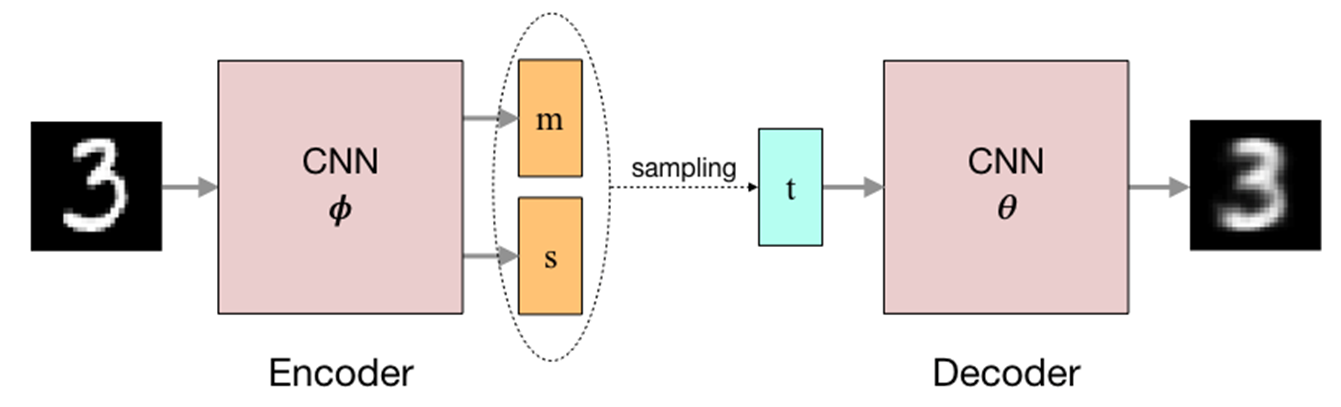 3
CNN
ϕ
m
s
sampling
t
CNN
θ
3
Encoder
Decoder